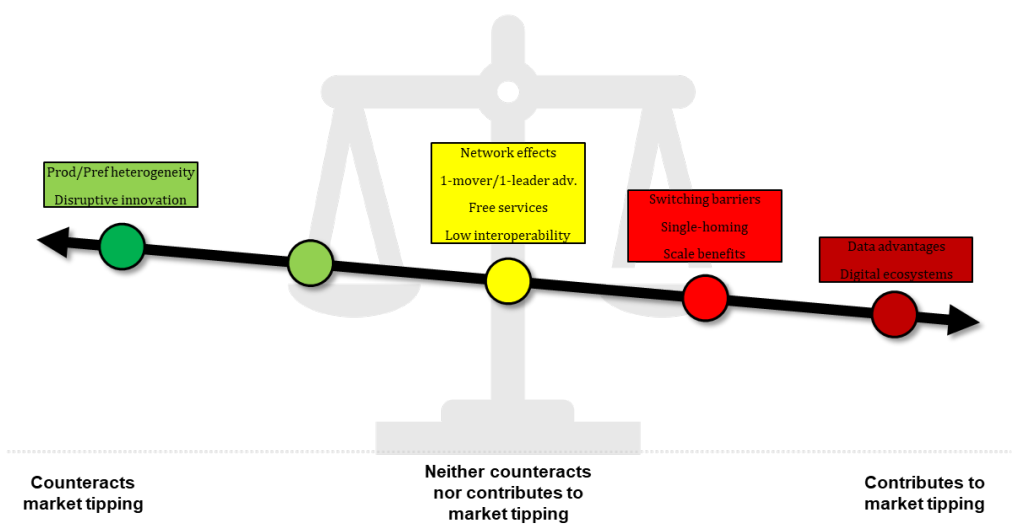 Prod/Pref heterogeneity
Disruptive innovation
Network effects
1-mover/1-leader adv.
Free services
Low interoperability
Switching barriers
Single-homing
Scale benefits
Data advantages
Digital ecosystems
Counteracts
market tipping
Neither counteracts
nor contributes to
market tipping
Contributes to
market tipping